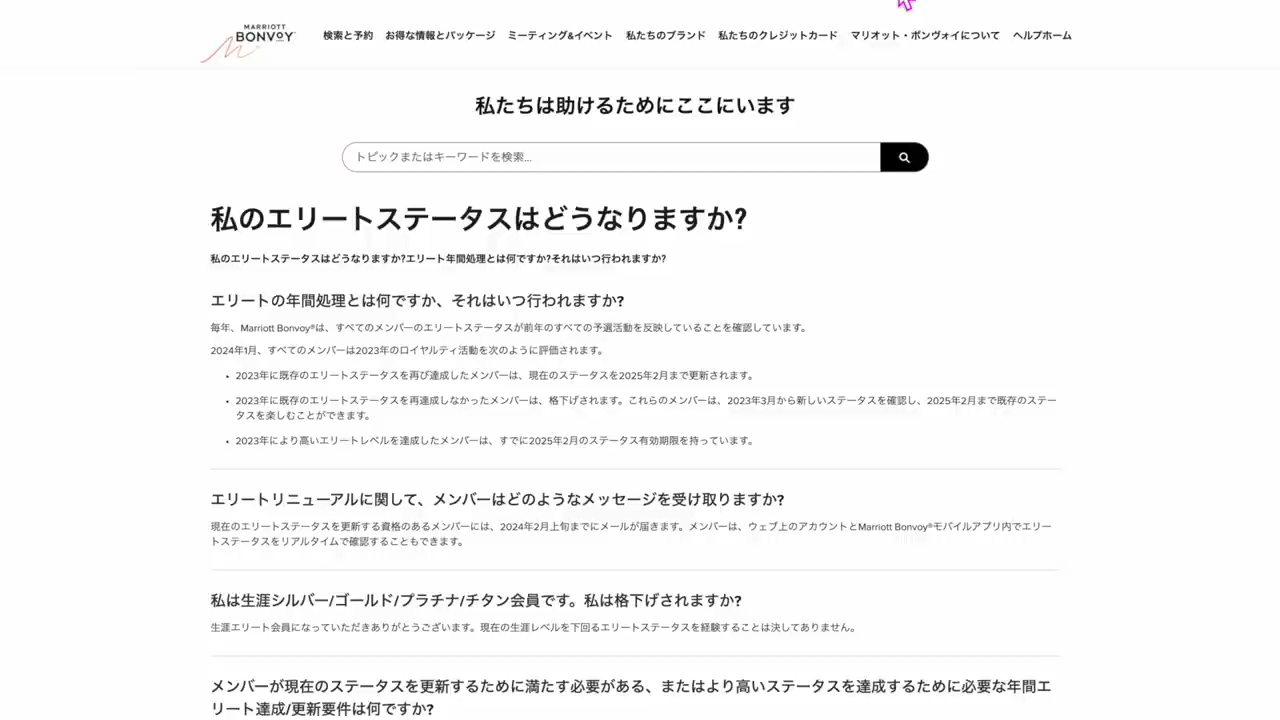 MARRIOTT
BONVOY
検索と予約 お得な情報とパッケージ ミーティング&イベント 私たちのブランド 私たちのクレジットカード マリオット・ボンヴォイについて ヘルプホーム
私たちは助けるためにここにいます
トピックまたはキーワードを検索...
私のエリートステータスはどうなりますか?
私のエリートステータスはどうなりますか?エリート年間処理とは何ですか?それはいつ行われますか?
エリートの年間処理とは何ですか、それはいつ行われますか?
毎年、Marriott Bonvoy®は、すべてのメンバーのエリートステータスが前年のすべての予選活動を反映していることを確認しています。
2024年1月、すべてのメンバーは2023年のロイヤルティ活動を次のように評価されます。
• 2023年に既存のエリートステータスを再び達成したメンバーは、現在のステータスを2025年2月まで更新されます。
• 2023年に既存のエリートステータスを再達成しなかったメンバーは、格下げされます。これらのメンバーは、2023年3月から新しいステータスを確認し、2025年2月まで既存のステー
タスを楽しむことができます。
• 2023年により高いエリートレベルを達成したメンバーは、すでに2025年2月のステータス有効期限を持っています。
エリートリニューアルに関して、メンバーはどのようなメッセージを受け取りますか?
現在のエリートステータスを更新する資格のあるメンバーには、2024年2月上旬までにメールが届きます。メンバーは、ウェブ上のアカウントとMarriott Bonvoy®モバイルアプリ内でエリー
トステータスをリアルタイムで確認することもできます。
私は生涯シルバー/ゴールド/プラチナ/チタン会員です。私は格下げされますか?
生涯エリート会員になっていただきありがとうございます。現在の生涯レベルを下回るエリートステータスを経験することは決してありません。
メンバーが現在のステータスを更新するために満たす必要がある、またはより高いステータスを達成するために必要な年間エ
リート達成/更新要件は何ですか?